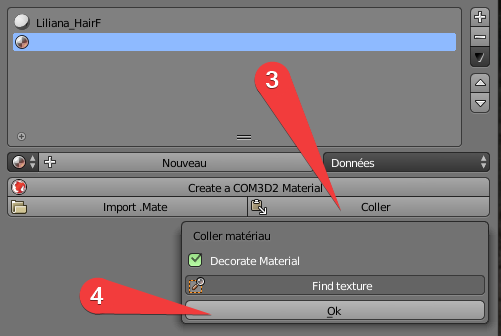 Liliana_HairF
3
Nouveau
Données
Create a COM3D2 Material
Import .Mate
Coller
Coller matériau
Decorate Material
Find texture
4
Ok